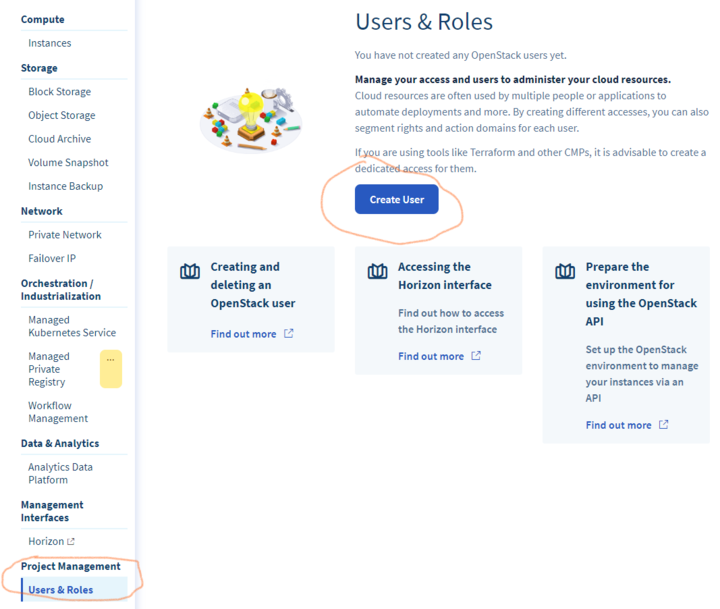 Compute
Instances
Storage
Block Storage
Object Storage
Cloud Archive
Volume Snapshot
Instance Backup
Network
Private Network
Failover IP
Orchestration /
Industrialization
Managed
Kubernetes Service
Managed
Private
Registry
...
Workflow
Management
Data & Analytics
Analytics Data
Platform
Management
Interfaces
Horizon
Project Management
Users & Roles
Users & Roles
You have not created any OpenStack users yet.
Manage your access and users to administer your cloud resources.
Cloud resources are often used by multiple people or applications to
automate deployments and more. By creating different accesses, you can also
segment rights and action domains for each user.
If you are using tools like Terraform and other CMPs, it is advisable to create a
dedicated access for them.
Create User
Creating and
deleting an
OpenStack user
Find out more
Accessing the
Horizon interface
Find out how to access
the Horizon interface
Find out more
Prepare the
environment for
using the OpenStack
API
Set up the OpenStack
environment to manage
your instances via an
API
Find out more